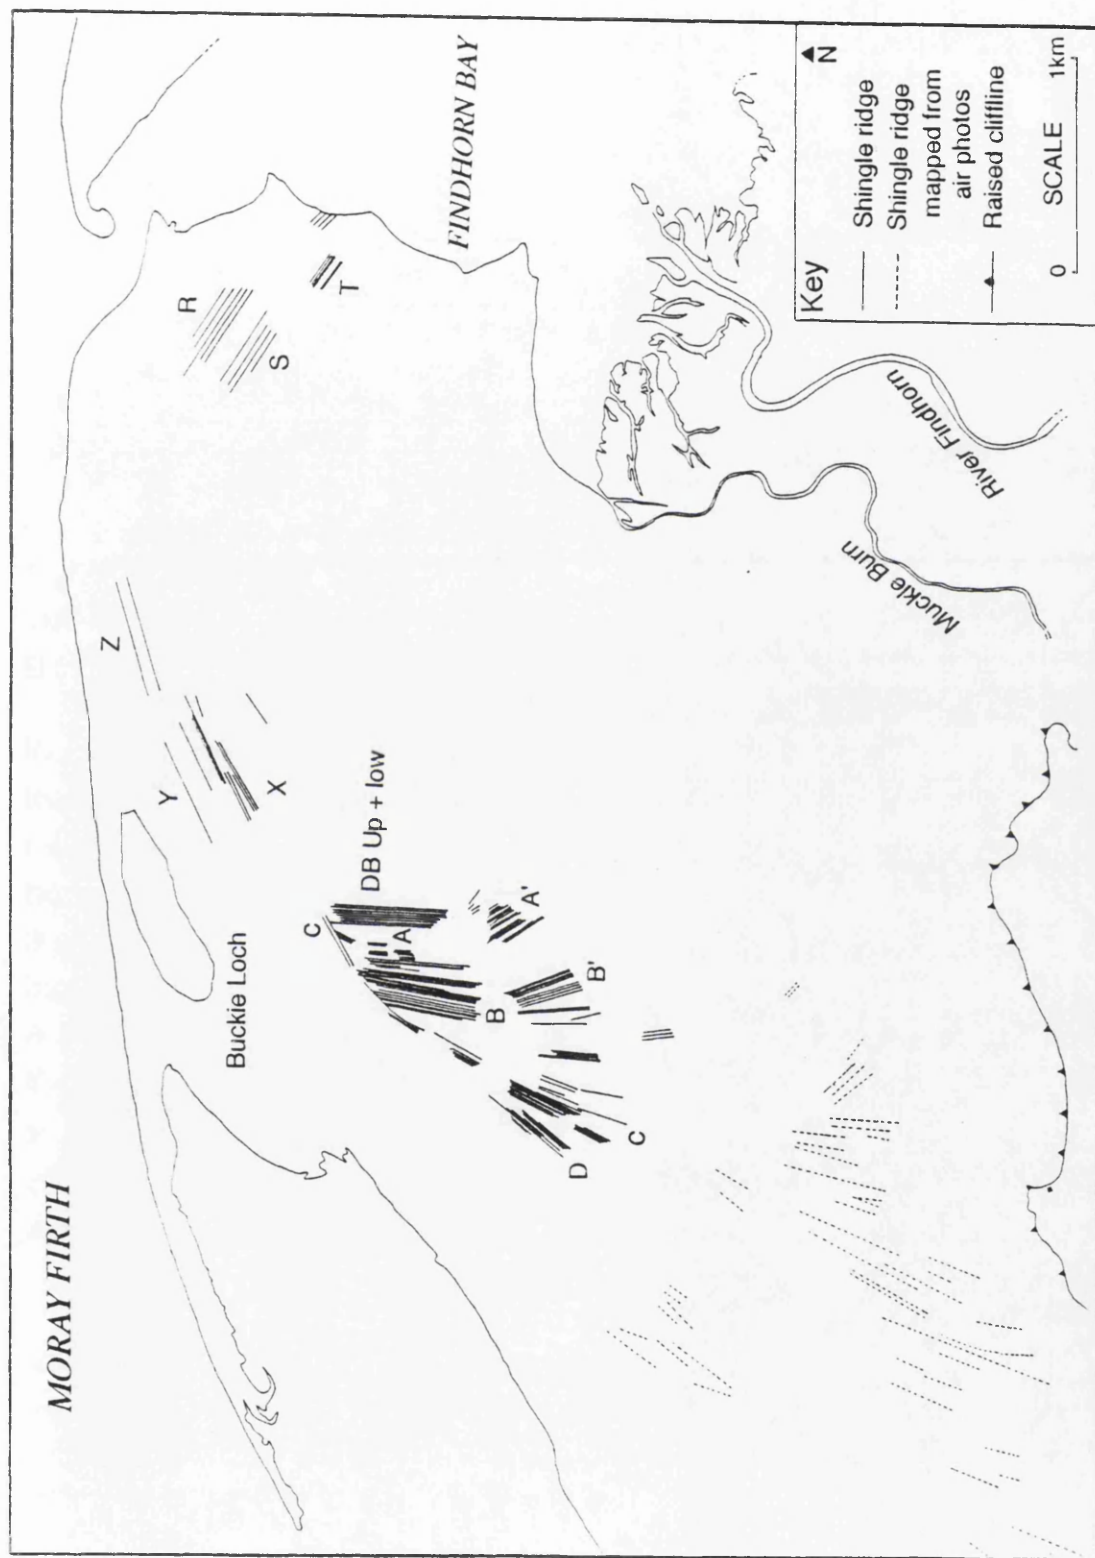 MORAY FIRTH
FINDHORN BAY
R
S
T
Z
Y
X
Buckie Loch
DB Up + low
C
A
A'
B
B'
C
D
River Findhorn
Muckle Burn
Key
N
Shingle ridge
Shingle ridge
mapped from
air photos
Raised cliffline
SCALE
0
1km